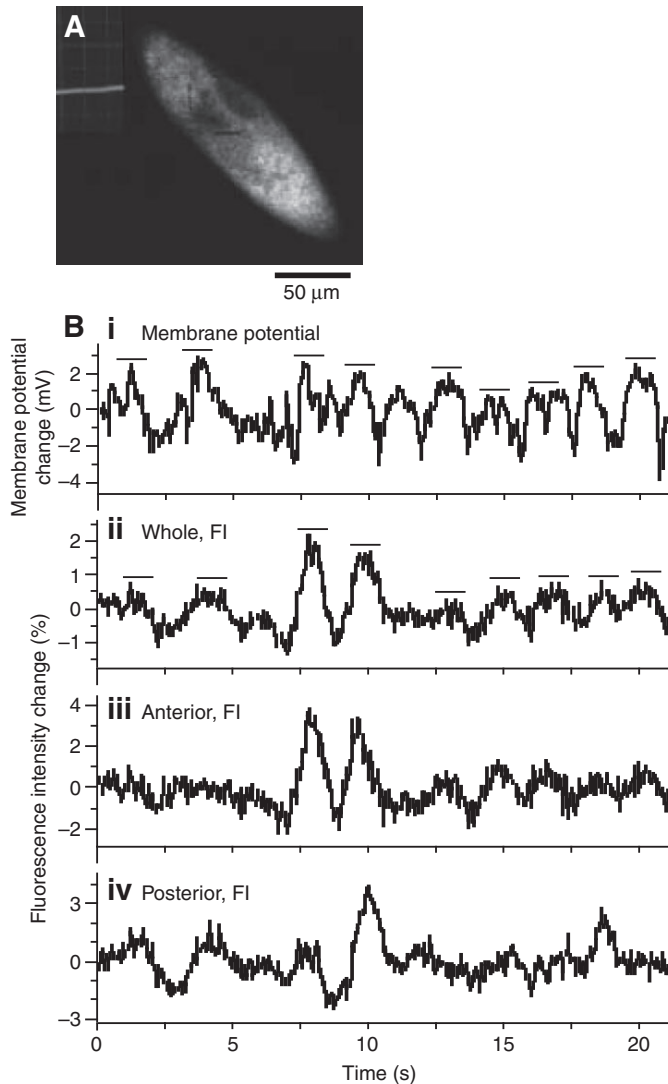 A
50 μm
B i Membrane potential
Membrane potential
change (mV)
2
0
−2
−4
ii Whole, FI
2
1
0
−1
Fluorescence intensity change (%)
iii Anterior, FI
4
2
0
−2
iv Posterior, FI
3
0
−3
0 5 10 15 20
Time (s)